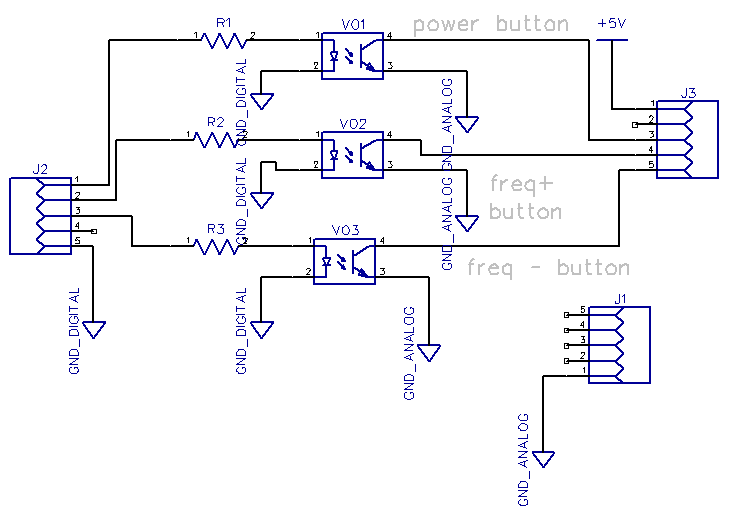 R1
VO1
power button
+5V
1
2
1
4
2
3
GND_DIGITAL
J3
1
2
3
4
5
R2
VO2
GND_ANALOG
1
2
1
4
2
3
GND_DIGITAL
J2
1
2
3
4
5
freq+
button
R3
VO3
GND_ANALOG
1
2
1
4
2
3
freq - button
GND_DIGITAL
GND_DIGITAL
GND_ANALOG
J1
5
4
3
2
1
GND_ANALOG